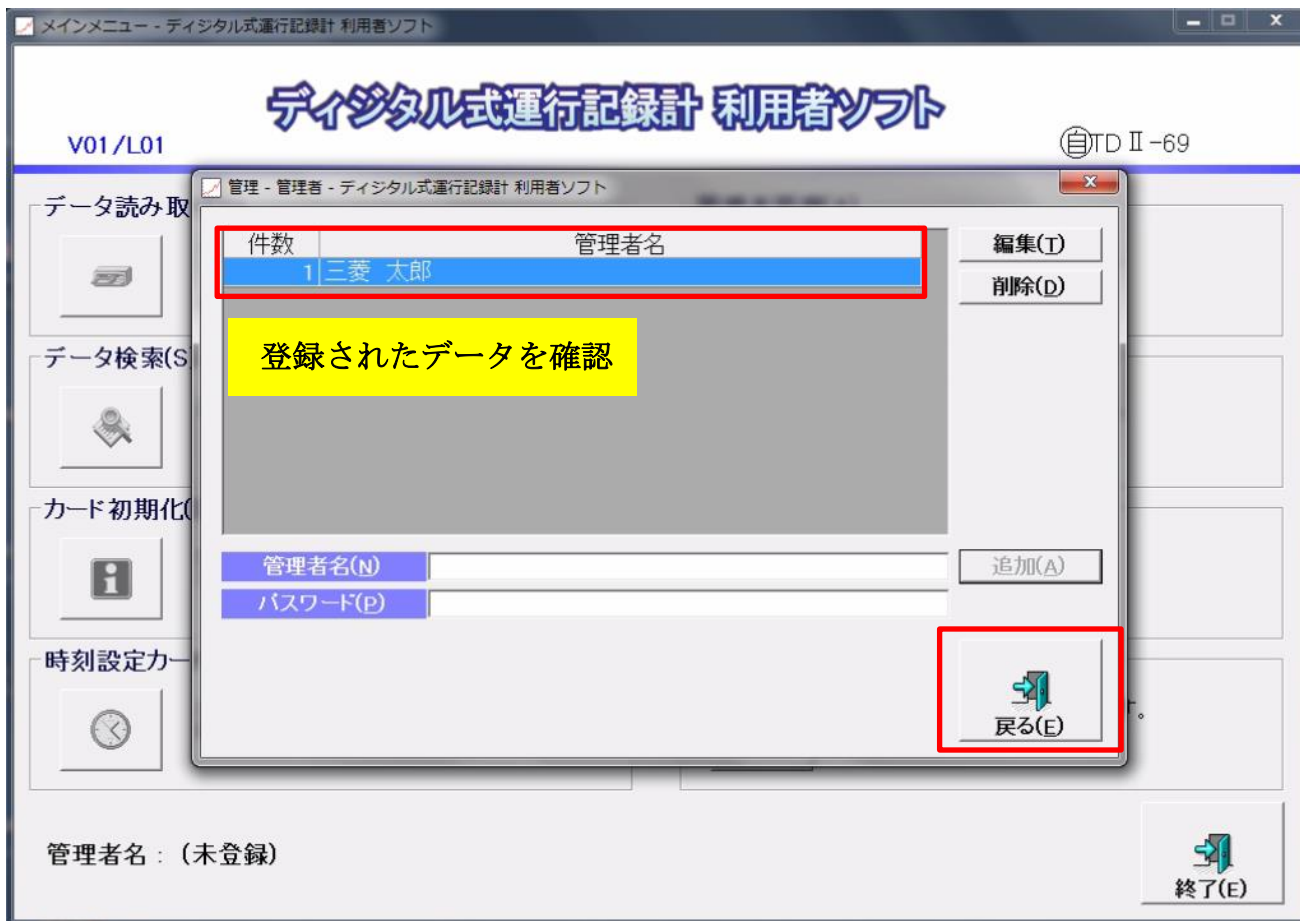 メインメニュー - ディジタル式運行記録計 利用者ソフト
ディジタル式運行記録計 利用者ソフト
V01/L01
自TDⅡ-69
データ読み取
管理 - 管理者 - ディジタル式運行記録計 利用者ソフト
件数 管理者名
1 三菱 太郎
編集(T)
削除(D)
登録されたデータを確認
データ検索(S
カード初期化(
管理者名(N)
追加(A)
パスワード(P)
時刻設定カー
戻る(E)
す。
管理者名:(未登録)
終了(E)